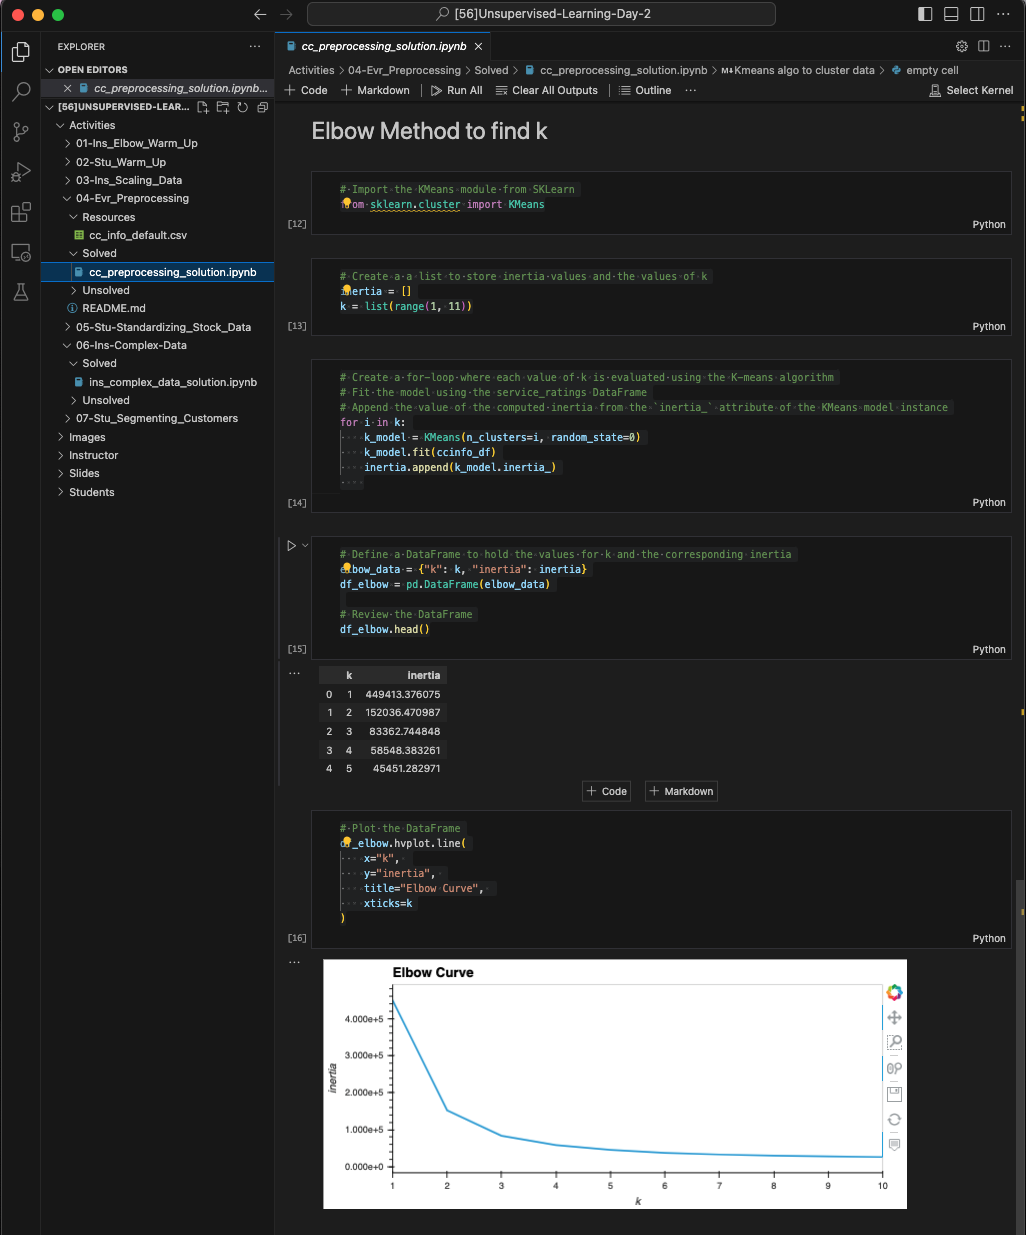 [56]Unsupervised-Learning-Day-2
EXPLORER
OPEN EDITORS
cc_preprocessing_solution.ipynb...
[56]UNSUPERVISED-LEAR...
Activities
01-Ins_Elbow_Warm_Up
02-Stu_Warm_Up
03-Ins_Scaling_Data
04-Evr_Preprocessing
Resources
cc_info_default.csv
Solved
cc_preprocessing_solution.ipynb
Unsolved
README.md
05-Stu-Standardizing_Stock_Data
06-Ins-Complex-Data
Solved
ins_complex_data_solution.ipynb
Unsolved
07-Stu_Segmenting_Customers
Images
Instructor
Slides
Students
cc_preprocessing_solution.ipynb
Activities > 04-Evr_Preprocessing > Solved > cc_preprocessing_solution.ipynb > M↓Kmeans algo to cluster data > empty cell
+ Code + Markdown Run All Clear All Outputs Outline ... Select Kernel
Elbow Method to find k
# Import the KMeans module from SKLearn
om sklearn.cluster import KMeans
[12] Python
# Create a a list to store inertia values and the values of k
ertia = []
k = list(range(1, 11))
[13] Python
# Create a for-loop where each value of k is evaluated using the K-means algorithm
# Fit the model using the service_ratings DataFrame
# Append the value of the computed inertia from the `inertia_` attribute of the KMeans model instance
for i in k:
k_model = KMeans(n_clusters=i, random_state=0)
k_model.fit(ccinfo_df)
inertia.append(k_model.inertia_)
[14] Python
# Define a DataFrame to hold the values for k and the corresponding inertia
bow_data = {"k": k, "inertia": inertia}
df_elbow = pd.DataFrame(elbow_data)
# Review the DataFrame
df_elbow.head()
[15] Python
k inertia
0 1 449413.376075
1 2 152036.470987
2 3 83362.744848
3 4 58548.383261
4 5 45451.282971
+ Code + Markdown
# Plot the DataFrame
_elbow.hvplot.line(
x="k",
y="inertia",
title="Elbow Curve",
xticks=k
)
[16] Python
Elbow Curve
4.000e+5
3.000e+5
2.000e+5
1.000e+5
0.000e+0
inertia
1 2 3 4 5 6 7 8 9 10
k